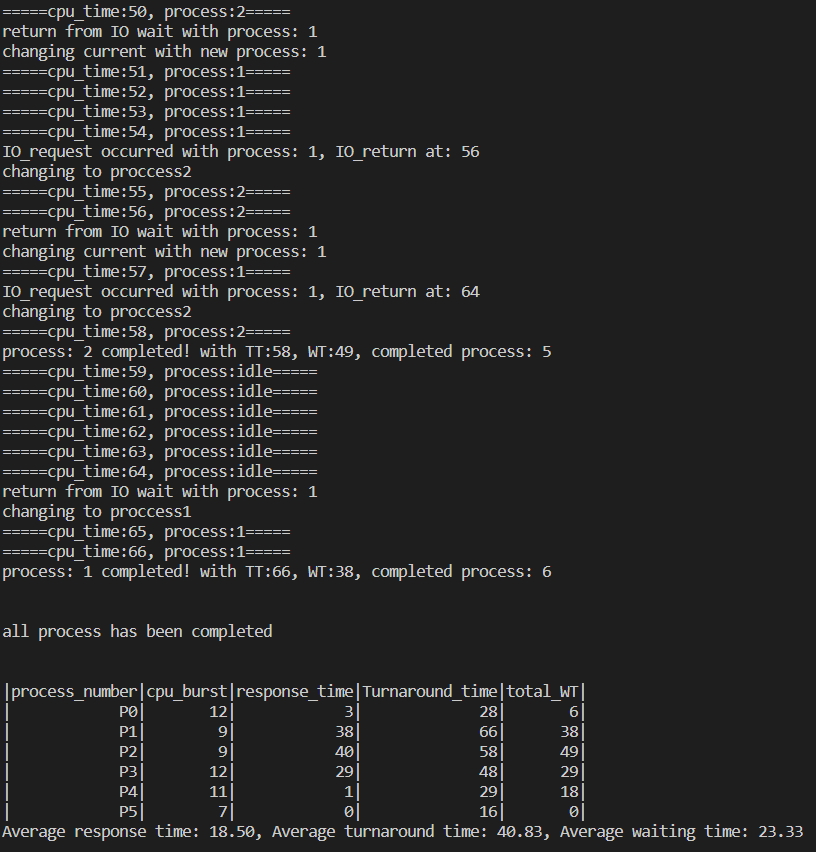 =====cpu_time:50, process:2=====
return from IO wait with process: 1
changing current with new process: 1
=====cpu_time:51, process:1=====
=====cpu_time:52, process:1=====
=====cpu_time:53, process:1=====
=====cpu_time:54, process:1=====
IO_request occurred with process: 1, IO_return at: 56
changing to proccess2
=====cpu_time:55, process:2=====
=====cpu_time:56, process:2=====
return from IO wait with process: 1
changing current with new process: 1
=====cpu_time:57, process:1=====
IO_request occurred with process: 1, IO_return at: 64
changing to proccess2
=====cpu_time:58, process:2=====
process: 2 completed! with TT:58, WT:49, completed process: 5
=====cpu_time:59, process:idle=====
=====cpu_time:60, process:idle=====
=====cpu_time:61, process:idle=====
=====cpu_time:62, process:idle=====
=====cpu_time:63, process:idle=====
=====cpu_time:64, process:idle=====
return from IO wait with process: 1
changing to proccess1
=====cpu_time:65, process:1=====
=====cpu_time:66, process:1=====
process: 1 completed! with TT:66, WT:38, completed process: 6
all process has been completed
|process_number|cpu_burst|response_time|Turnaround_time|total_WT|
|            P0|       12|            3|             28|       6|
|            P1|        9|           38|             66|      38|
|            P2|        9|           40|             58|      49|
|            P3|       12|           29|             48|      29|
|            P4|       11|            1|             29|      18|
|            P5|        7|            0|             16|       0|
Average response time: 18.50, Average turnaround time: 40.83, Average waiting time: 23.33